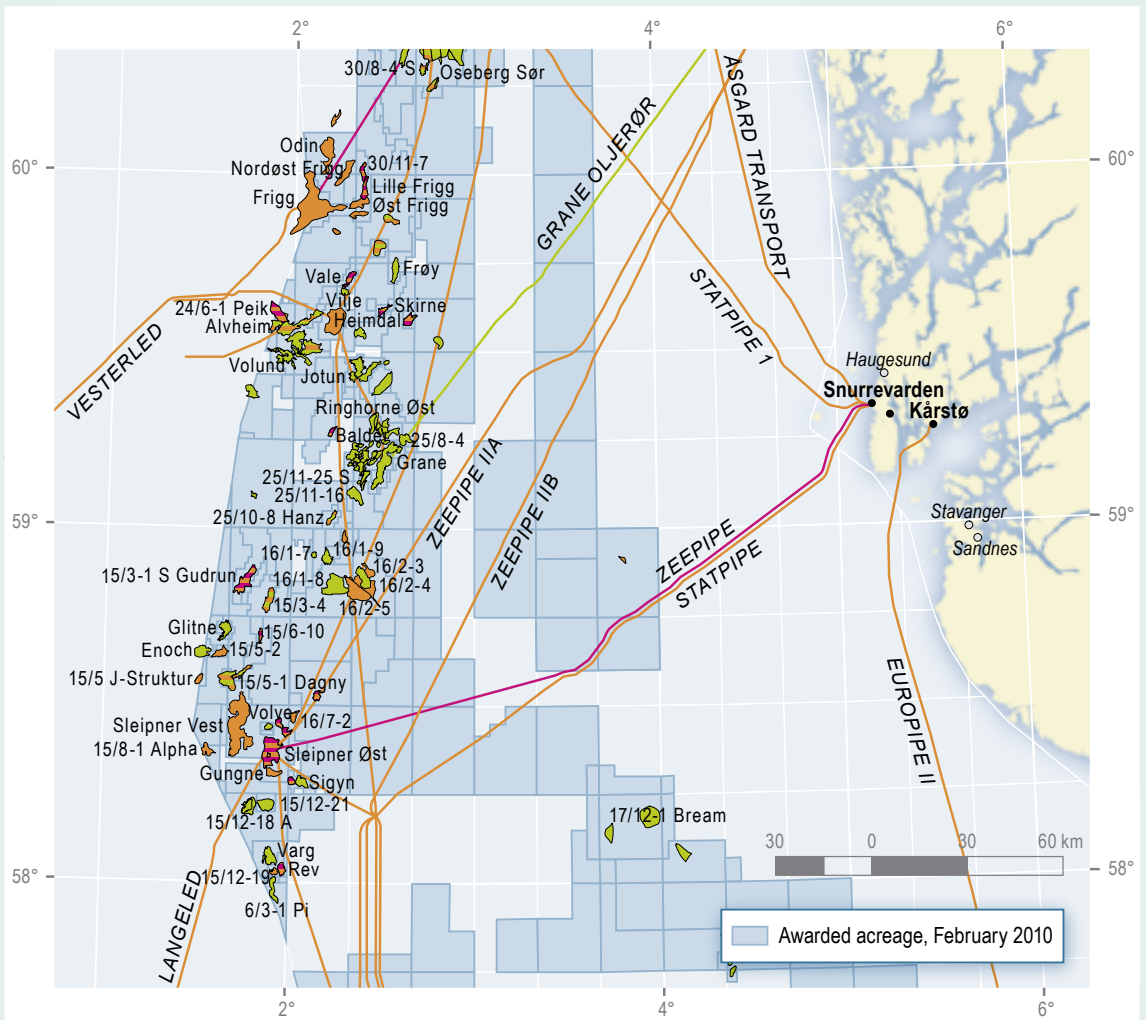 2°
4°
6°
30/8-4 S
Oseberg Sør
ÅSGARD TRANSPORT
GRANE OLJERØR
Odin
60°
60°
Nordøst Frigg
30/11-7
Lille Frigg
Frigg
Øst Frigg
Frøy
Vale
STATPIPE 1
24/6-1 Peik
Ville
Skirne
Alvheim
Heimdal
VESTERLED
Volund
Jotun
Haugesund
Snurrevarden
Kårstø
Ringhorne Øst
Balder
25/8-4
Grane
ZEEPIPE IIA
ZEEPIPE IIB
25/11-25 S
25/11-16
25/10-8 Hanz
59°
59°
Stavanger
Sandnes
16/1-7
16/1-9
ZEEPIPE
STATPIPE
15/3-1 S Gudrun
16/1-8
16/2-3
16/2-4
15/3-4
16/2-5
Glitne
15/6-10
Enoch
15/5-2
15/5 J-Struktur
15/5-1 Dagny
EUROPIPE II
Volve
16/7-2
Sleipner Vest
15/8-1 Alpha
Sleipner Øst
Gungne
Sigyn
15/12-21
15/12-18 A
17/12-1 Bream
30
0
30
60 km
Varg
58°
15/12-19
Rev
58°
6/3-1 Pi
LANGELED
Awarded acreage, February 2010
2°
4°
6°